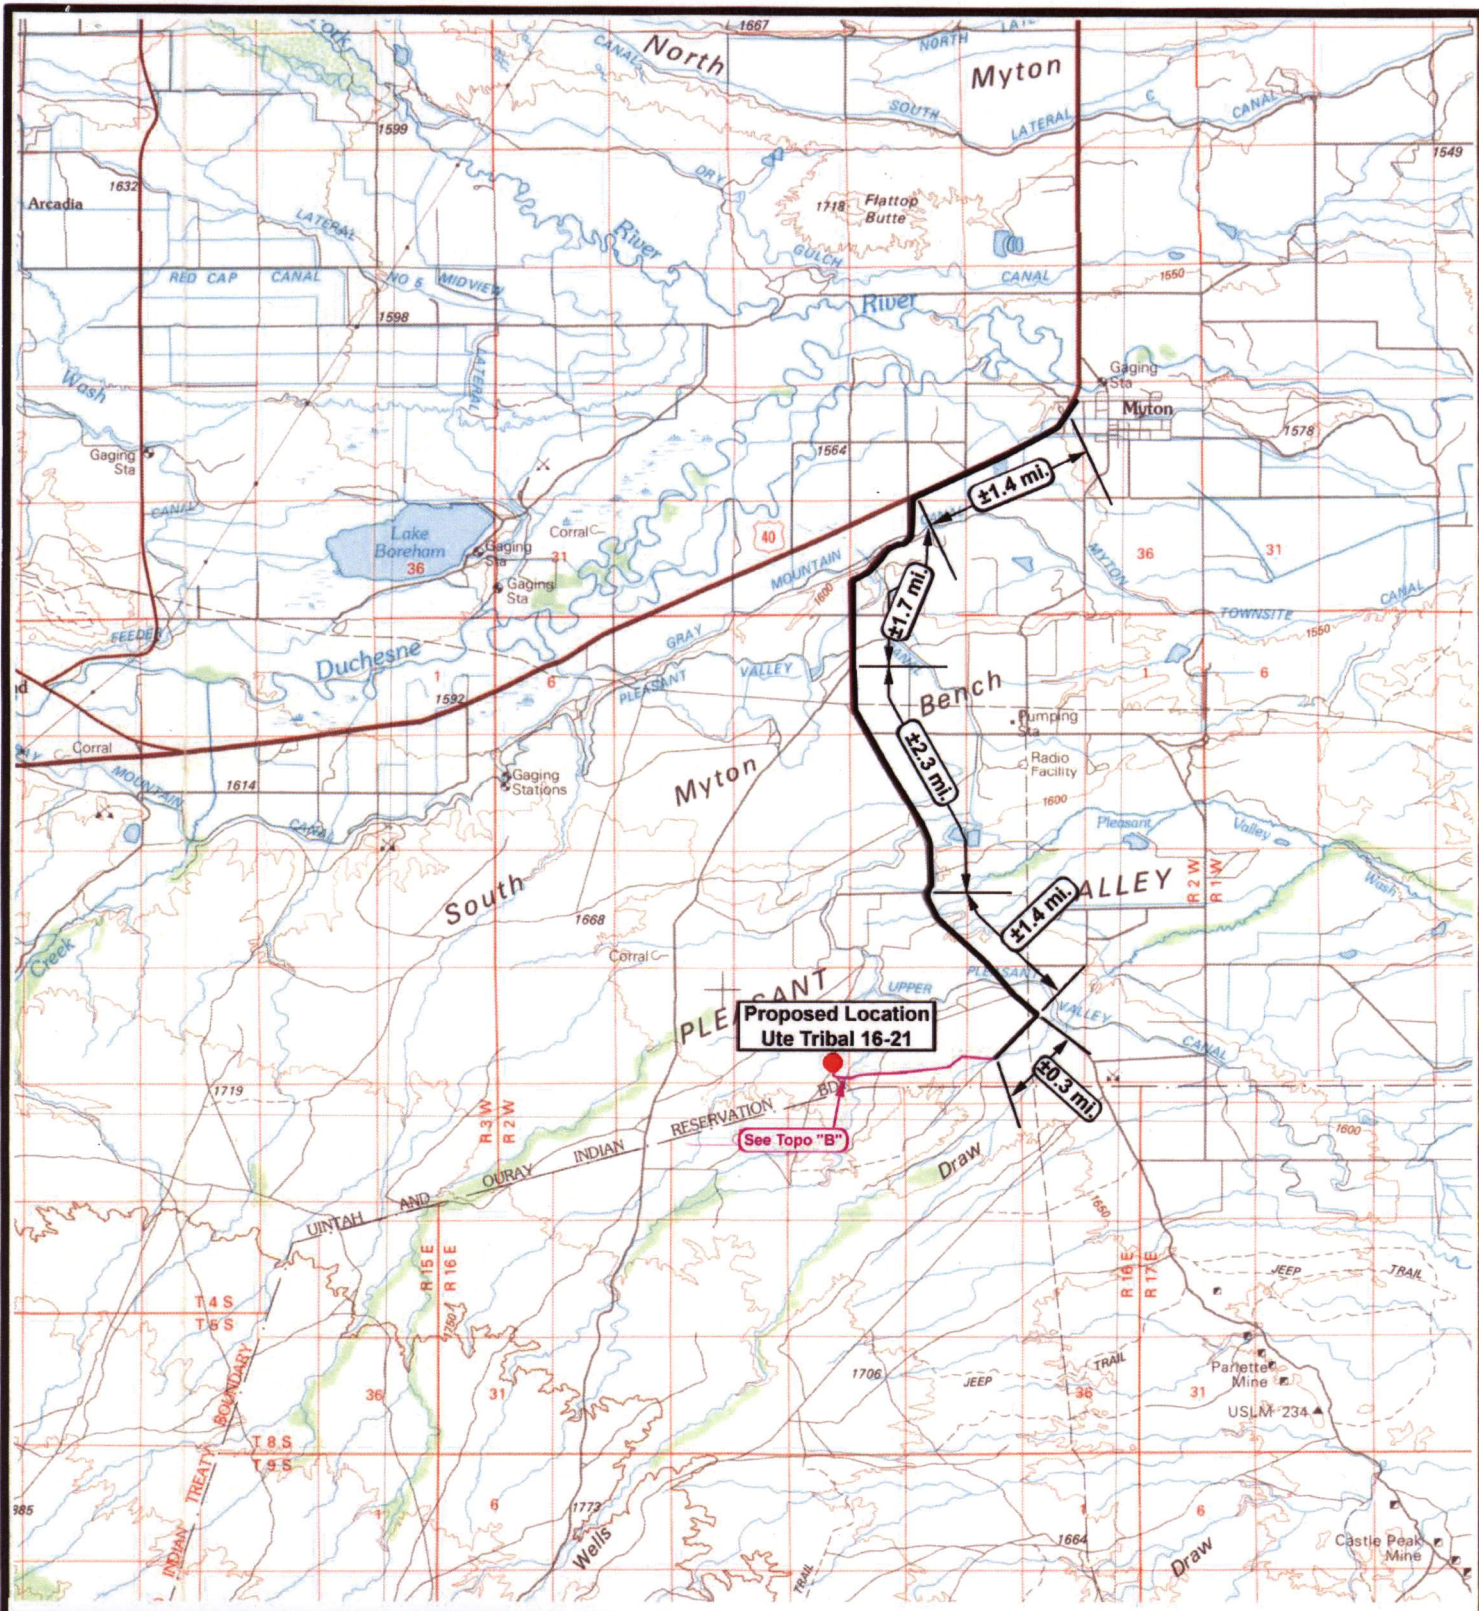 1667
North
NORTH
CANAL
Fork
Myton
SOUTH
LATERAL
C
CANAL
1599
1549
DRY
1632
Arcadia
1718
Flattop
Butte
LATERAL
River
GULCH
CANAL
1550
RED CAP CANAL
NO 5
MIDVIEW
River
1598
LATERAL
Wash
Gaging
Sta
Myton
1578
1564
Gaging
Sta
±1.4 mi.
CANAL
Lake
Boreham
Corral
40
CANAL
36
Gaging
Sta
31
MOUNTAIN
MYTON
36
31
Gaging
Sta
1600
±1.7 mi.
TOWNSITE
CANAL
FEEDER
GRAY
1550
Duchesne
1
6
VALLEY
PLEASANT
CANAL
1
6
1592
Bench
Pumping
Sta
Corral
±2.3 mi.
Radio
Facility
MOUNTAIN
Gaging
Stations
Myton
1614
1600
CANAL
Pleasant
Valley
South
Wash
ALLEY
R 2 W
R 1 W
1668
±1.4 mi.
Creek
Corral
PLEASANT
UPPER
PLEASANT
VALLEY
CANAL
Proposed Location
Ute Tribal 16-21
±0.3 mi.
1719
R 3 W
R 2 W
BDY
RESERVATION
See Topo "B"
INDIAN
OURAY
AND
UINTAH
1600
Draw
1650
R 15 E
R 16 E
R 16 E
R 17 E
JEEP
TRAIL
T 4 S
T 5 S
1750
Parlette
Mine
1706
JEEP
TRAIL
36
31
36
31
USLM 234
BOUNDARY
T 8 S
T 9 S
TREATY
INDIAN
1
6
1773
Wells
1
6
1664
TRAIL
Draw
Castle Peak
Mine